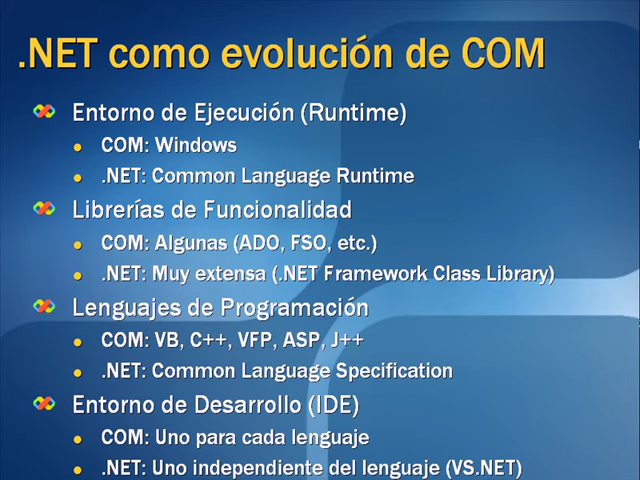 .NET como evolución de COM
Entorno de Ejecución (Runtime)
COM: Windows
.NET: Common Language Runtime
Librerías de Funcionalidad
COM: Algunas (ADO, FSO, etc.)
.NET: Muy extensa (.NET Framework Class Library)
Lenguajes de Programación
COM: VB, C++, VFP, ASP, J++
.NET: Common Language Specification
Entorno de Desarrollo (IDE)
COM: Uno para cada lenguaje
.NET: Uno independiente del lenguaje (VS.NET)